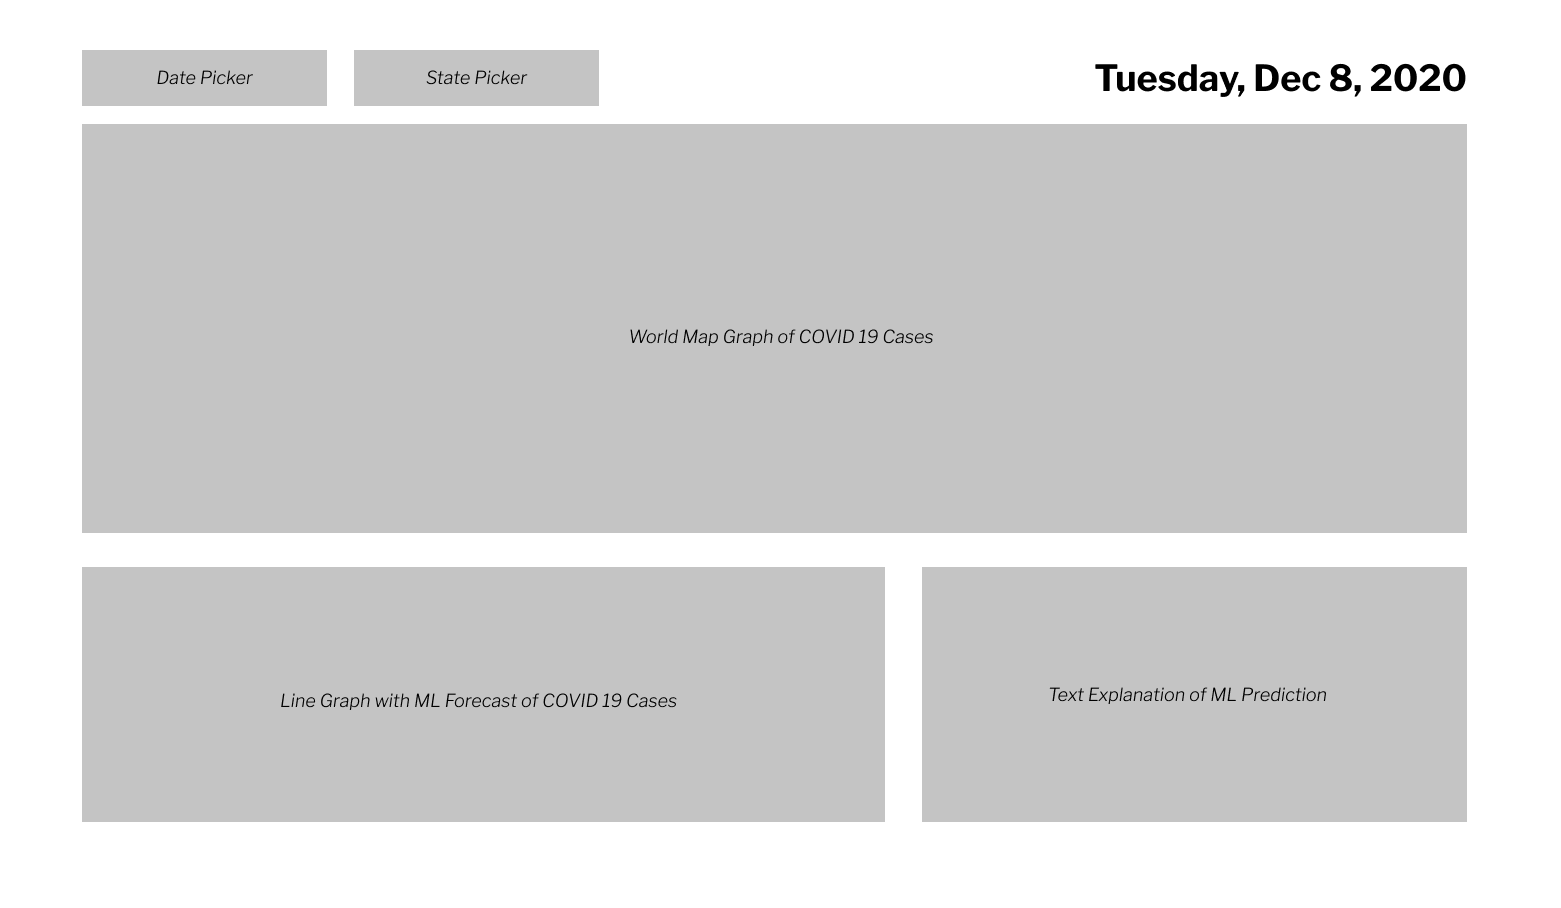 Date Picker
State Picker
Tuesday, Dec 8, 2020
World Map Graph of COVID 19 Cases
Line Graph with ML Forecast of COVID 19 Cases
Text Explanation of ML Prediction